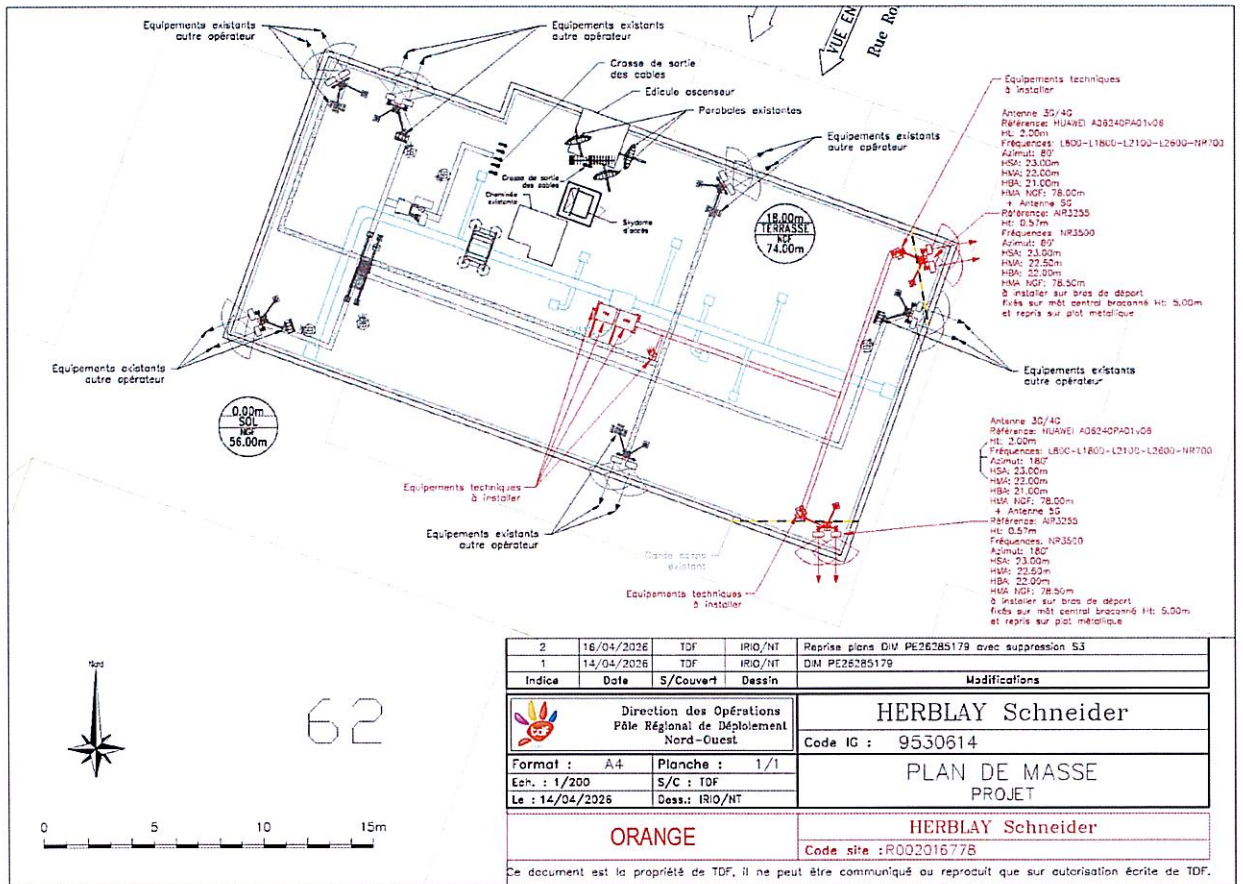 Equipements existants
autre opérateur
Equipements existants
autre opérateur
Crosse de sortie
des cables
Edicule ascenseur
Paraboles existantes
Equipements existants
autre opérateur
VUE EN
Rue Ro
Equipements techniques
à installer
Antenne 3G/4G
Référence: HUAWEI A06240PA01v06
Ht: 2.00m
Fréquences: L800-L1800-L2100-L2600-NR700
Azimut: 80°
HSA: 23.00m
HMA: 22.00m
HBA: 21.00m
HMA NGF: 78.00m
+ Antenne 5G
Référence: AIR3255
Ht: 0.57m
Fréquences: NR3500
Azimut: 80°
HSA: 23.00m
HMA: 22.50m
HBA: 22.00m
HMA NGF: 78.50m
à installer sur bras de départ
fixés sur mât central braconné Ht: 5.00m
et repris sur plat métallique
Crosse de sortie
des cables
Cheminée
existante
Skydome
d'accès
18.00m
TERRASSE
NGF
74.00m
Equipements existants
autre opérateur
0.00m
SOL
NGF
56.00m
Equipements existants
autre opérateur
Equipements techniques
à installer
Equipements existants
autre opérateur
Garde corps
existant
Equipements techniques
à installer
Antenne 3G/4G
Référence: HUAWEI A06240PA01v06
Ht: 2.00m
Fréquences: L800-L1800-L2100-L2600-NR700
Azimut: 180°
HSA: 23.00m
HMA: 22.00m
HBA: 21.00m
HMA NGF: 78.00m
+ Antenne 5G
Référence: AIR3255
Ht: 0.57m
Fréquences: NR3500
Azimut: 180°
HSA: 23.00m
HMA: 22.50m
HBA: 22.00m
HMA NGF: 78.50m
à installer sur bras de départ
fixés sur mât central braconné Ht: 5.00m
et repris sur plat métallique
Nord
62
0 5 10 15m
2 16/04/2026 TDF IRIO/NT Reprise plans DIM PE26285179 avec suppression S3
1 14/04/2026 TDF IRIO/NT DIM PE26285179
Indice Date S/Couvert Dessin Modifications
Direction des Opérations
Pôle Régional de Déploiement
Nord-Ouest
HERBLAY Schneider
Code IG : 9530614
Format : A4 Planche : 1/1
Ech. : 1/200 S/C : TDF
Le : 14/04/2026 Dess.: IRIO/NT
PLAN DE MASSE
PROJET
ORANGE
HERBLAY Schneider
Code site :R002016778
Ce document est la propriété de TDF, il ne peut être communiqué ou reproduit que sur autorisation écrite de TDF.